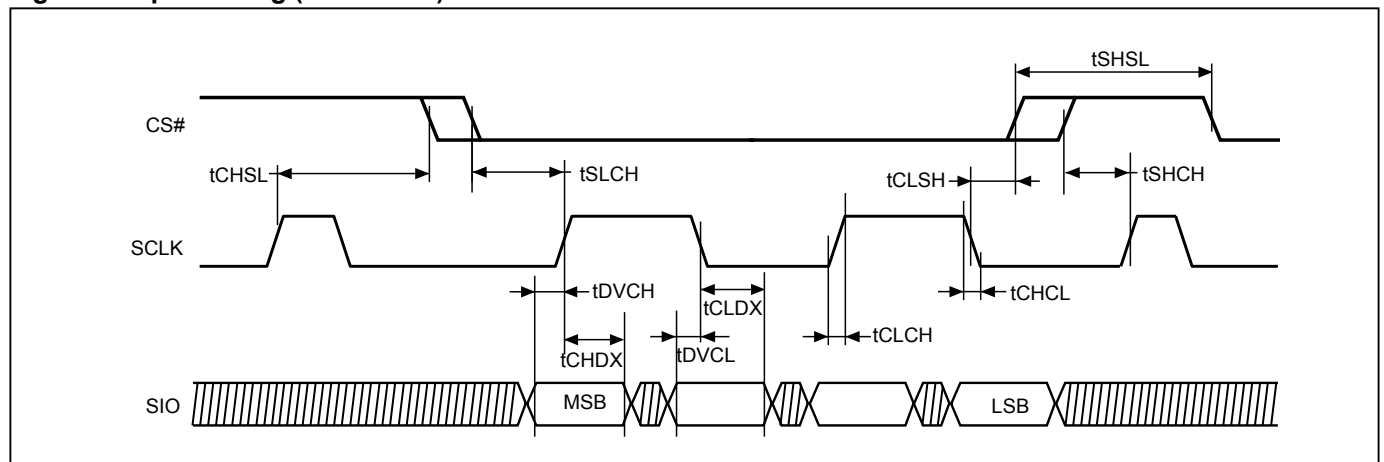 tSHSL
CS#
tCHSL
tSLCH
tCLSH
tSHCH
SCLK
tDVCH
tCHCL
tCLDX
tCLCH
tCHDX
tDVCL
SIO
MSB
LSB